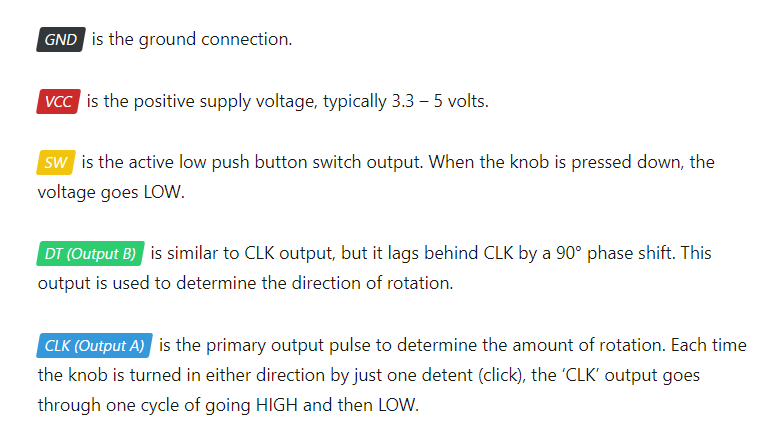 GND is the ground connection.
VCC is the positive supply voltage, typically 3.3 – 5 volts.
SW is the active low push button switch output. When the knob is pressed down, the
voltage goes LOW.
DT (Output B) is similar to CLK output, but it lags behind CLK by a 90° phase shift. This
output is used to determine the direction of rotation.
CLK (Output A) is the primary output pulse to determine the amount of rotation. Each time
the knob is turned in either direction by just one detent (click), the ‘CLK’ output goes
through one cycle of going HIGH and then LOW.